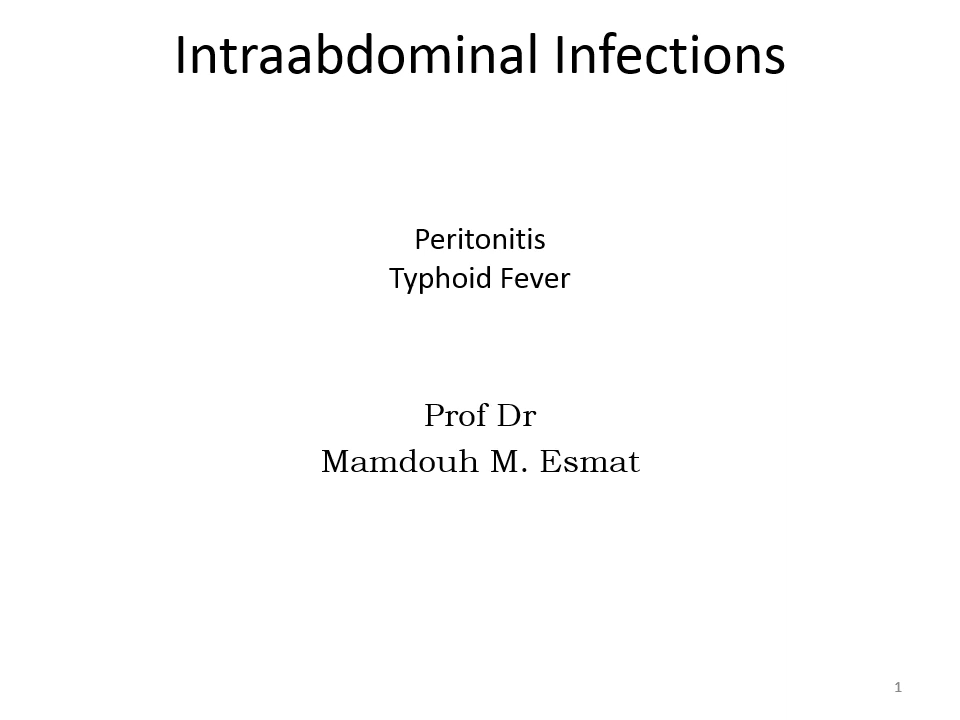 Intraabdominal Infections
Peritonitis
Typhoid Fever
Prof Dr
Mamdouh M. Esmat
1